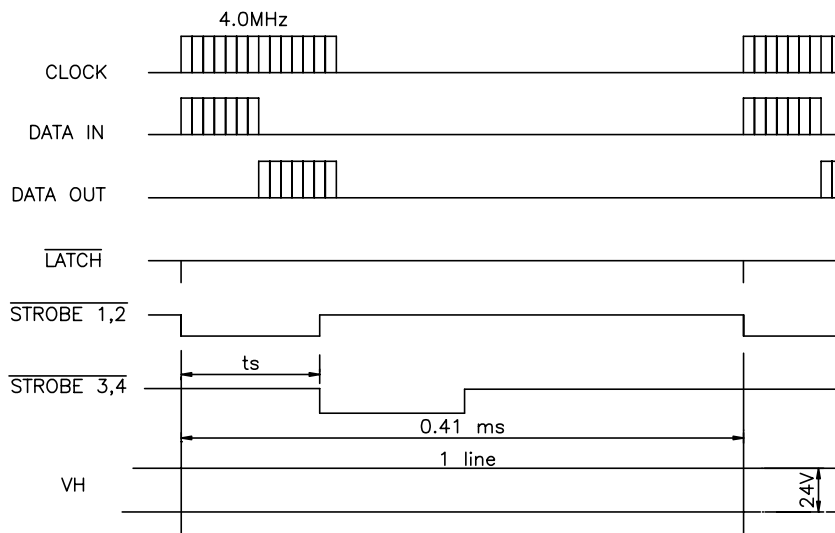 4.0MHz
CLOCK
DATA IN
DATA OUT
LATCH
STROBE 1,2
ts
STROBE 3,4
0.41 ms
1 line
VH
24V